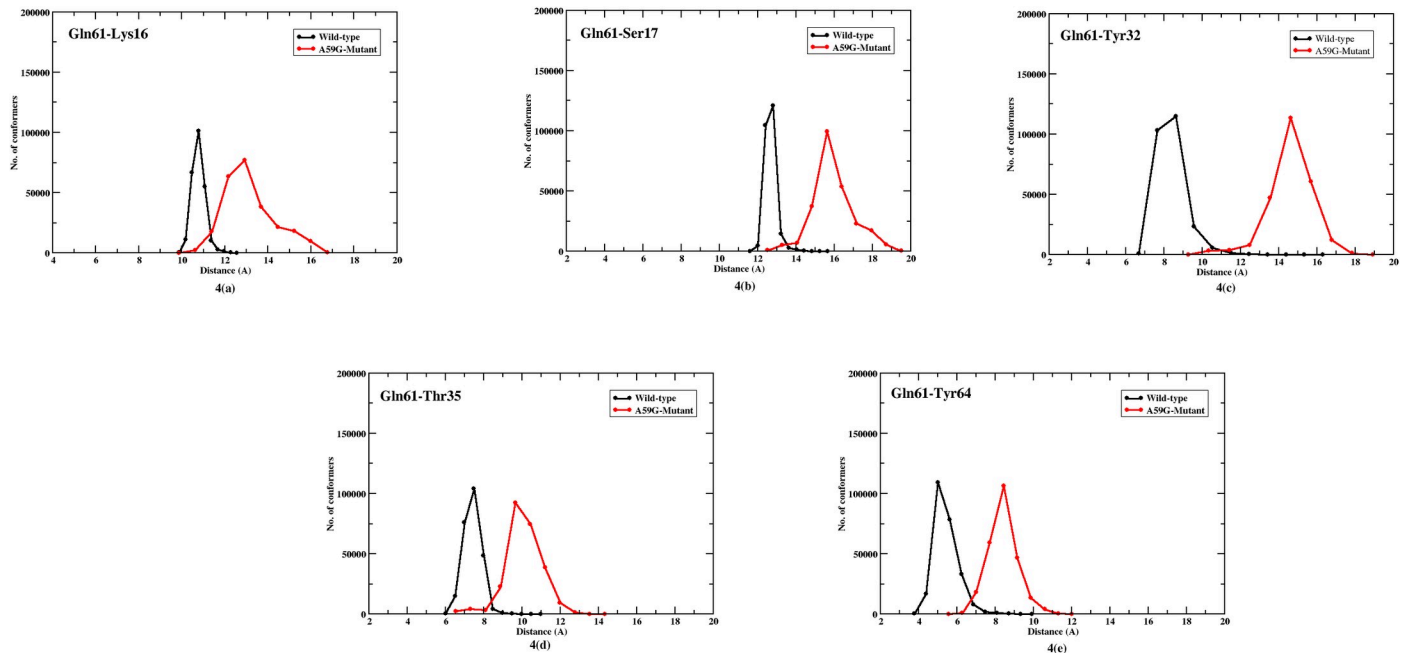 Gln61-Lys16
Wild-type
A59G-Mutant
No. of conformers
200000
150000
100000
50000
0
2 4 6 8 10 12 14 16 18 20
Distance (A)
4(a)
Gln61-Ser17
Wild-type
A59G-Mutant
No. of conformers
200000
150000
100000
50000
0
2 4 6 8 10 12 14 16 18 20
Distance (A)
4(b)
Gln61-Tyr32
Wild-type
A59G-Mutant
No. of conformers
200000
150000
100000
50000
0
2 4 6 8 10 12 14 16 18 20
Distance (A)
4(c)
Gln61-Thr35
Wild-type
A59G-Mutant
No. of conformers
200000
150000
100000
50000
0
2 4 6 8 10 12 14 16 18 20
Distance (A)
4(d)
Gln61-Tyr64
Wild-type
A59G-Mutant
No. of conformers
200000
150000
100000
50000
0
2 4 6 8 10 12 14 16 18 20
Distance (A)
4(e)